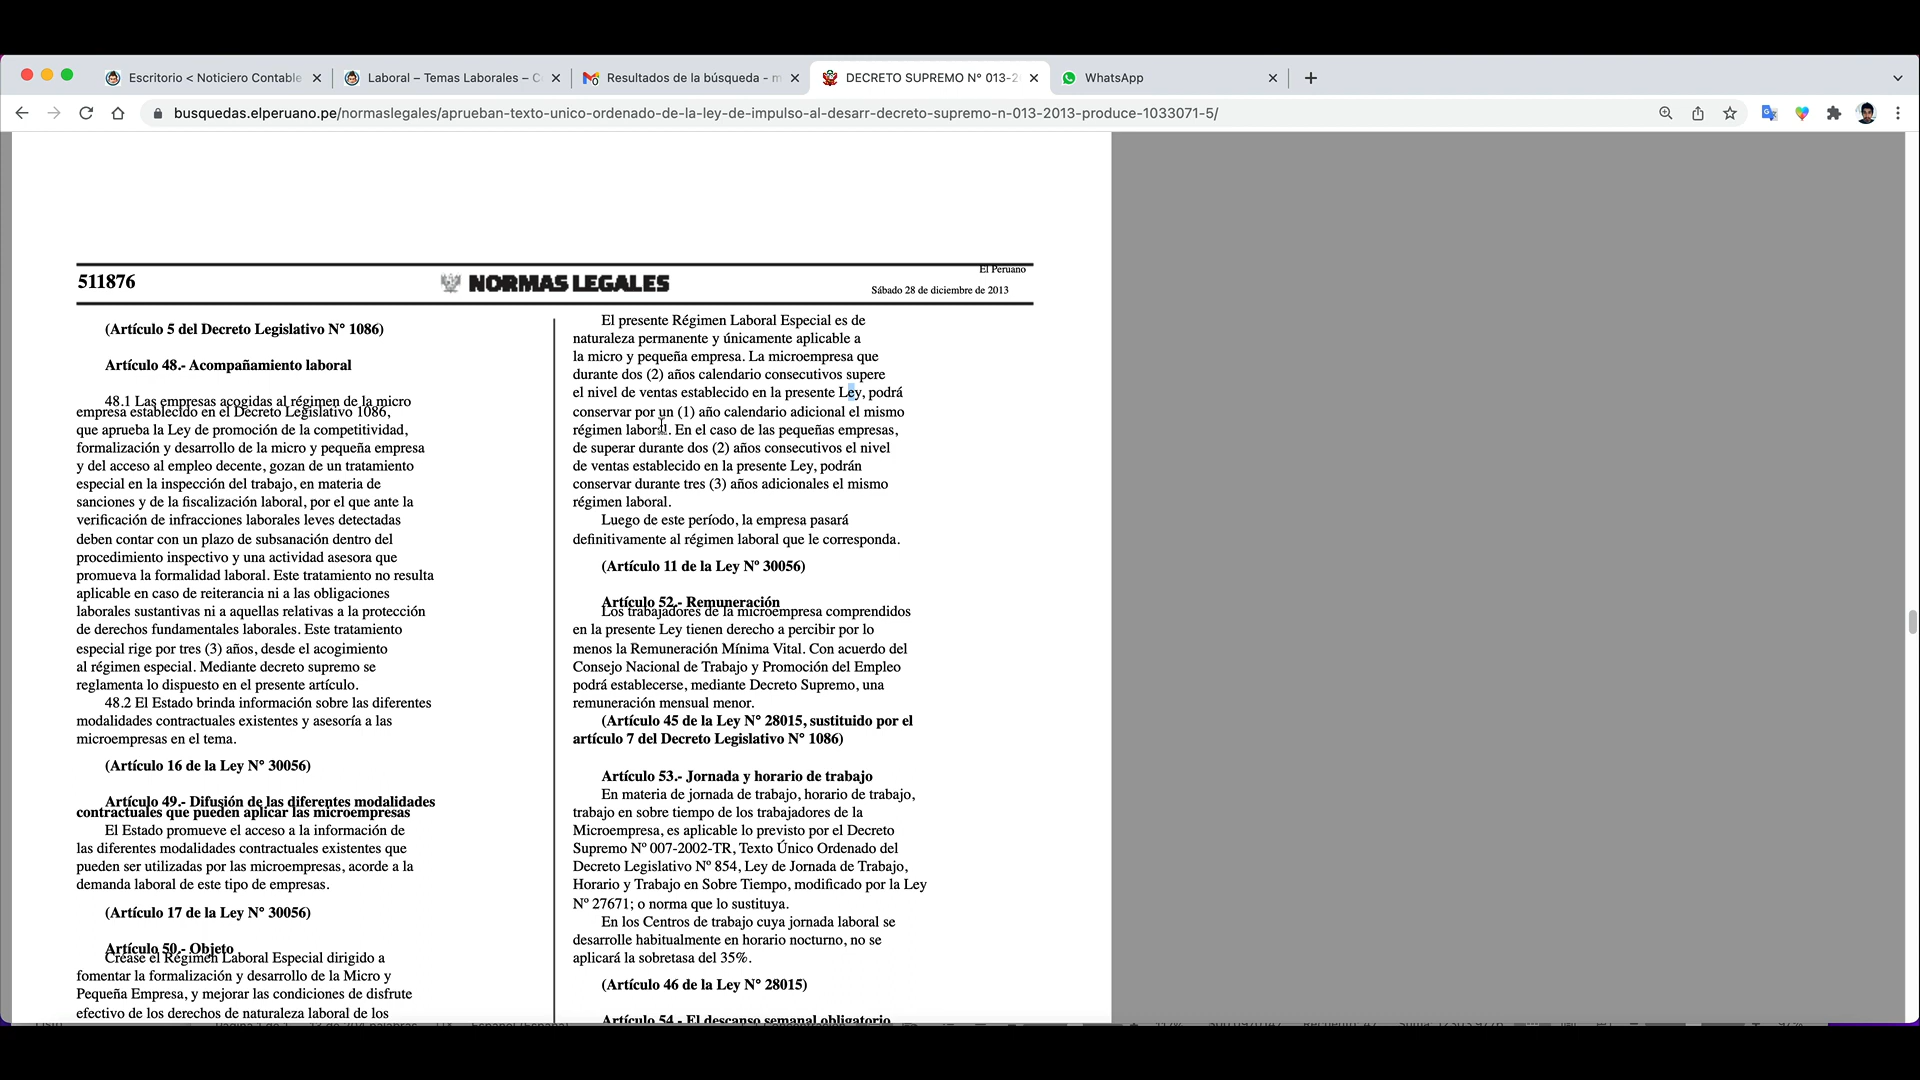 Escritorio < Noticiero Contable
Laboral – Temas Laborales – C
Resultados de la búsqueda - m
DECRETO SUPREMO Nº 013-2
WhatsApp
busquedas.elperuano.pe/normaslegales/aprueban-texto-unico-ordenado-de-la-ley-de-impulso-al-desarr-decreto-supremo-n-013-2013-produce-1033071-5/
511876
NORMAS LEGALES
El Peruano
Sábado 28 de diciembre de 2013
(Artículo 5 del Decreto Legislativo N° 1086)
Artículo 48.- Acompañamiento laboral
48.1 Las empresas acogidas al régimen de la micro
empresa establecido en el Decreto Legislativo 1086,
que aprueba la Ley de promoción de la competitividad,
formalización y desarrollo de la micro y pequeña empresa
y del acceso al empleo decente, gozan de un tratamiento
especial en la inspección del trabajo, en materia de
sanciones y de la fiscalización laboral, por el que ante la
verificación de infracciones laborales leves detectadas
deben contar con un plazo de subsanación dentro del
procedimiento inspectivo y una actividad asesora que
promueva la formalidad laboral. Este tratamiento no resulta
aplicable en caso de reiterancia ni a las obligaciones
laborales sustantivas ni a aquellas relativas a la protección
de derechos fundamentales laborales. Este tratamiento
especial rige por tres (3) años, desde el acogimiento
al régimen especial. Mediante decreto supremo se
reglamenta lo dispuesto en el presente artículo.
48.2 El Estado brinda información sobre las diferentes
modalidades contractuales existentes y asesoría a las
microempresas en el tema.
(Artículo 16 de la Ley N° 30056)
Artículo 49.- Difusión de las diferentes modalidades
contractuales que pueden aplicar las microempresas
El Estado promueve el acceso a la información de
las diferentes modalidades contractuales existentes que
pueden ser utilizadas por las microempresas, acorde a la
demanda laboral de este tipo de empresas.
(Artículo 17 de la Ley N° 30056)
Artículo 50.- Objeto
Créase el Régimen Laboral Especial dirigido a
fomentar la formalización y desarrollo de la Micro y
Pequeña Empresa, y mejorar las condiciones de disfrute
efectivo de los derechos de naturaleza laboral de los
El presente Régimen Laboral Especial es de
naturaleza permanente y únicamente aplicable a
la micro y pequeña empresa. La microempresa que
durante dos (2) años calendario consecutivos supere
el nivel de ventas establecido en la presente Ley, podrá
conservar por un (1) año calendario adicional el mismo
régimen laboral. En el caso de las pequeñas empresas,
de superar durante dos (2) años consecutivos el nivel
de ventas establecido en la presente Ley, podrán
conservar durante tres (3) años adicionales el mismo
régimen laboral.
Luego de este período, la empresa pasará
definitivamente al régimen laboral que le corresponda.
(Artículo 11 de la Ley Nº 30056)
Artículo 52.- Remuneración
Los trabajadores de la microempresa comprendidos
en la presente Ley tienen derecho a percibir por lo
menos la Remuneración Mínima Vital. Con acuerdo del
Consejo Nacional de Trabajo y Promoción del Empleo
podrá establecerse, mediante Decreto Supremo, una
remuneración mensual menor.
(Artículo 45 de la Ley N° 28015, sustituido por el
artículo 7 del Decreto Legislativo N° 1086)
Artículo 53.- Jornada y horario de trabajo
En materia de jornada de trabajo, horario de trabajo,
trabajo en sobre tiempo de los trabajadores de la
Microempresa, es aplicable lo previsto por el Decreto
Supremo Nº 007-2002-TR, Texto Único Ordenado del
Decreto Legislativo Nº 854, Ley de Jornada de Trabajo,
Horario y Trabajo en Sobre Tiempo, modificado por la Ley
Nº 27671; o norma que lo sustituya.
En los Centros de trabajo cuya jornada laboral se
desarrolle habitualmente en horario nocturno, no se
aplicará la sobretasa del 35%.
(Artículo 46 de la Ley N° 28015)
Artículo 54.- El descanso semanal obligatorio